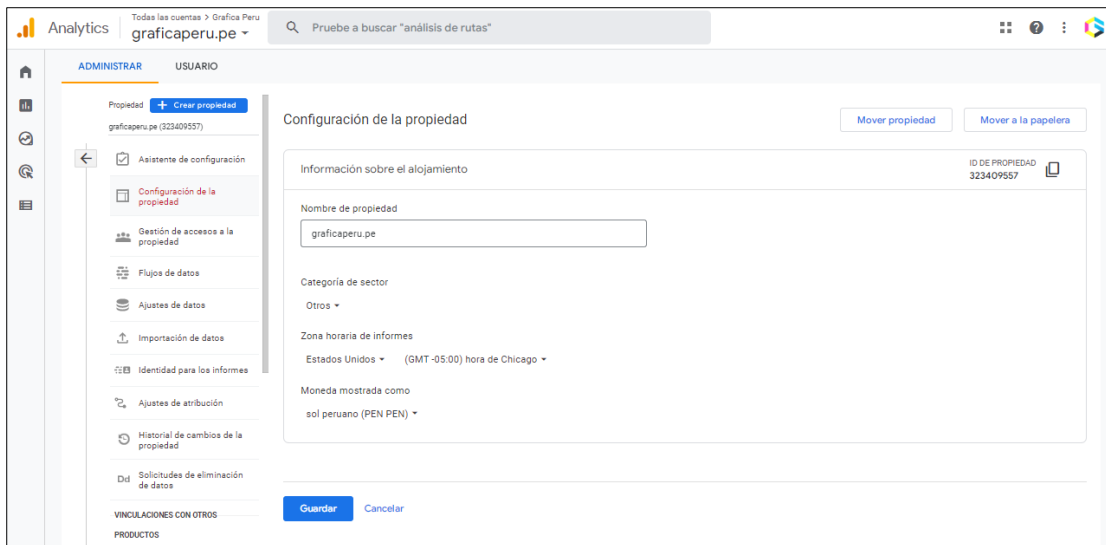 Analytics
Todas las cuentas > Grafica Peru
graficaperu.pe
Pruebe a buscar "análisis de rutas"
ADMINISTRAR
USUARIO
Propiedad
+ Crear propiedad
graficaperu.pe (323409557)
Asistente de configuración
Configuración de la
propiedad
Gestión de accesos a la
propiedad
Flujos de datos
Ajustes de datos
Importación de datos
Identidad para los informes
Ajustes de atribución
Historial de cambios de la
propiedad
Dd
Solicitudes de eliminación
de datos
VINCULACIONES CON OTROS
PRODUCTOS
Configuración de la propiedad
Mover propiedad
Mover a la papelera
Información sobre el alojamiento
ID DE PROPIEDAD
323409557
Nombre de propiedad
graficaperu.pe
Categoría de sector
Otros
Zona horaria de informes
Estados Unidos
(GMT -05:00) hora de Chicago
Moneda mostrada como
sol peruano (PEN PEN)
Guardar
Cancelar